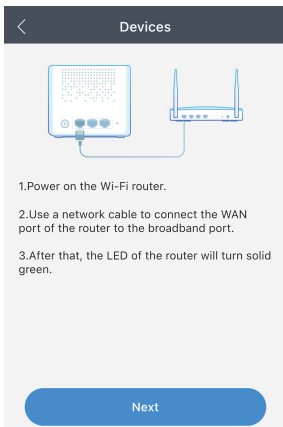 Devices
1.Power on the Wi-Fi router.
2.Use a network cable to connect the WAN
port of the router to the broadband port.
3.After that, the LED of the router will turn solid
green.
Next